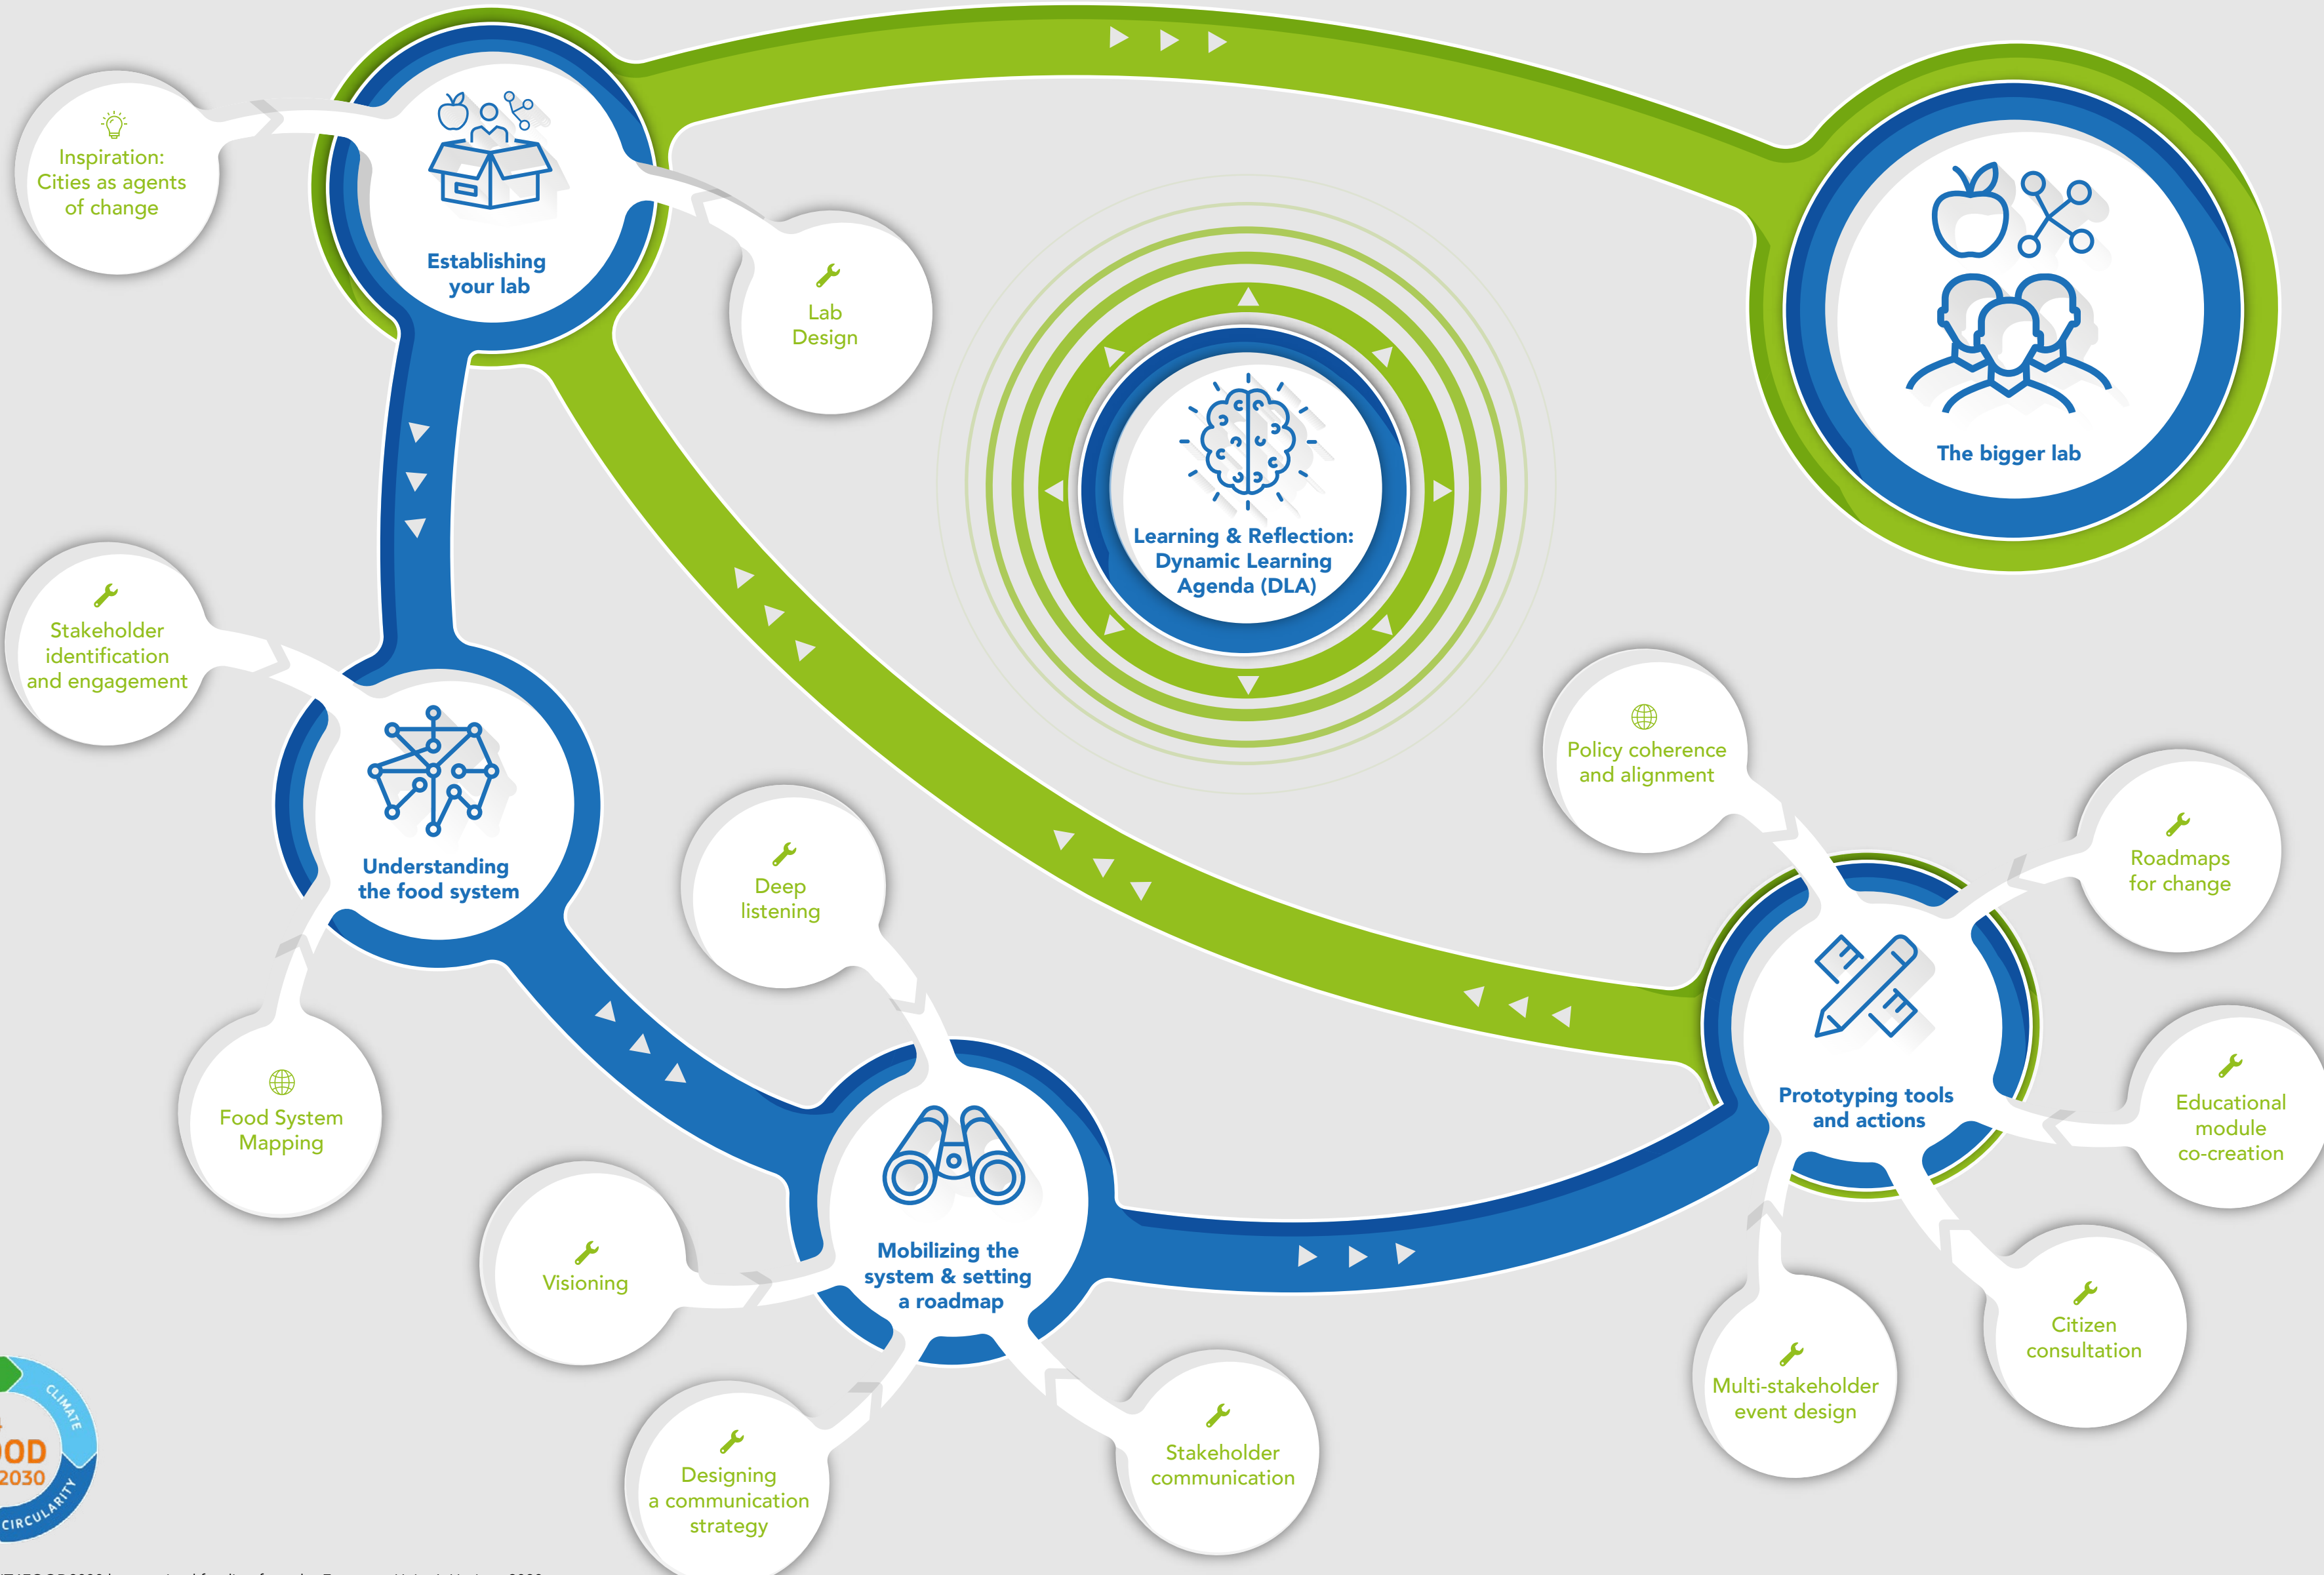 Inspiration:
Cities as agents
of change
Establishing
your lab
Lab
Design
The bigger lab
Learning & Reflection:
Dynamic Learning
Agenda (DLA)
Stakeholder
identification
and engagement
Understanding
the food system
Food System
Mapping
Deep
listening
Visioning
Mobilizing the
system & setting
a roadmap
Designing
a communication
strategy
Stakeholder
communication
Policy coherence
and alignment
Roadmaps
for change
Prototyping tools
and actions
Educational
module
co-creation
Citizen
consultation
Multi-stakeholder
event design
CLIMATE
2030
CIRCULARITY